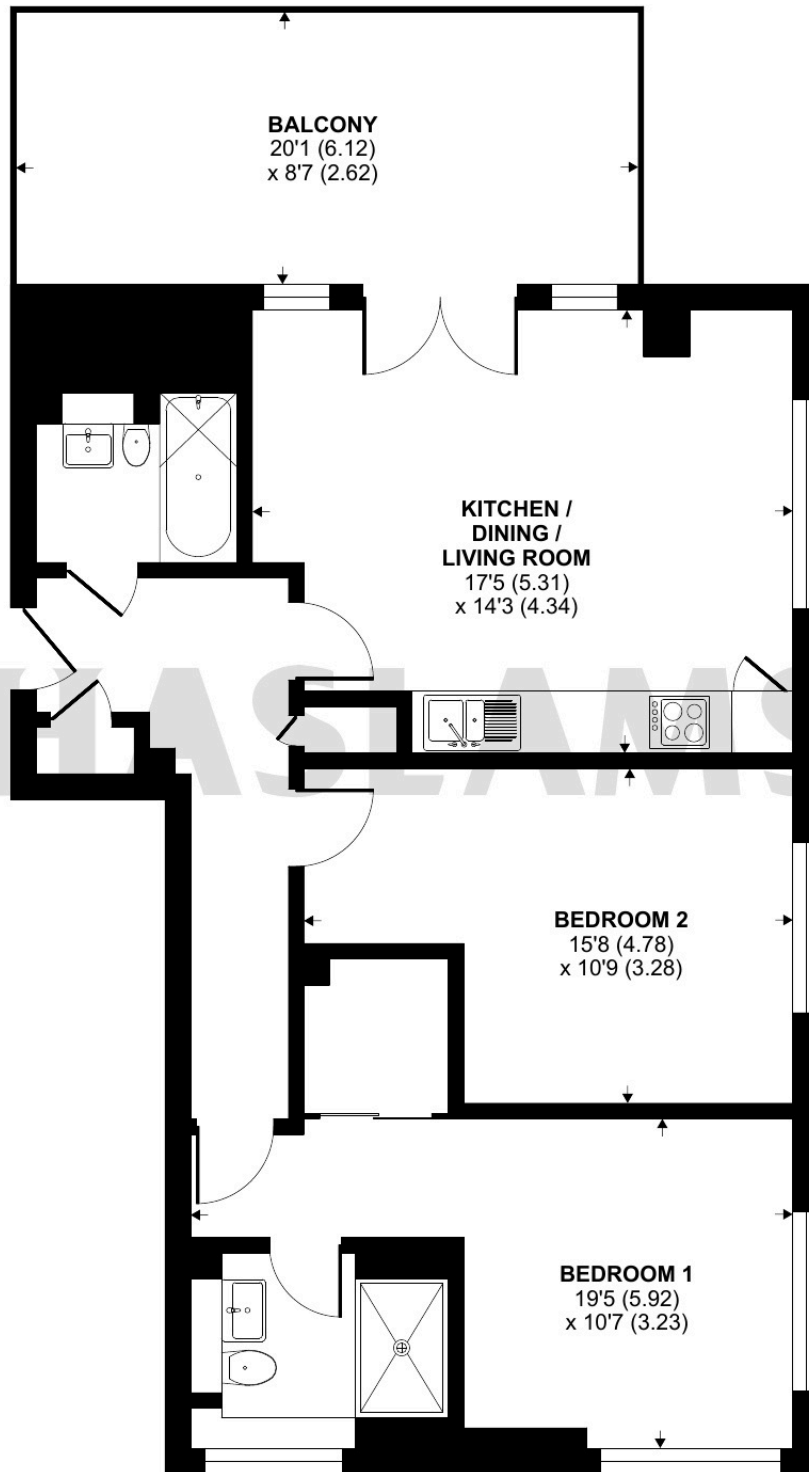 BALCONY
20'1 (6.12)
x 8'7 (2.62)
KITCHEN /
DINING /
LIVING ROOM
17'5 (5.31)
x 14'3 (4.34)
HASLAMS
BEDROOM 2
15'8 (4.78)
x 10'9 (3.28)
BEDROOM 1
19'5 (5.92)
x 10'7 (3.23)